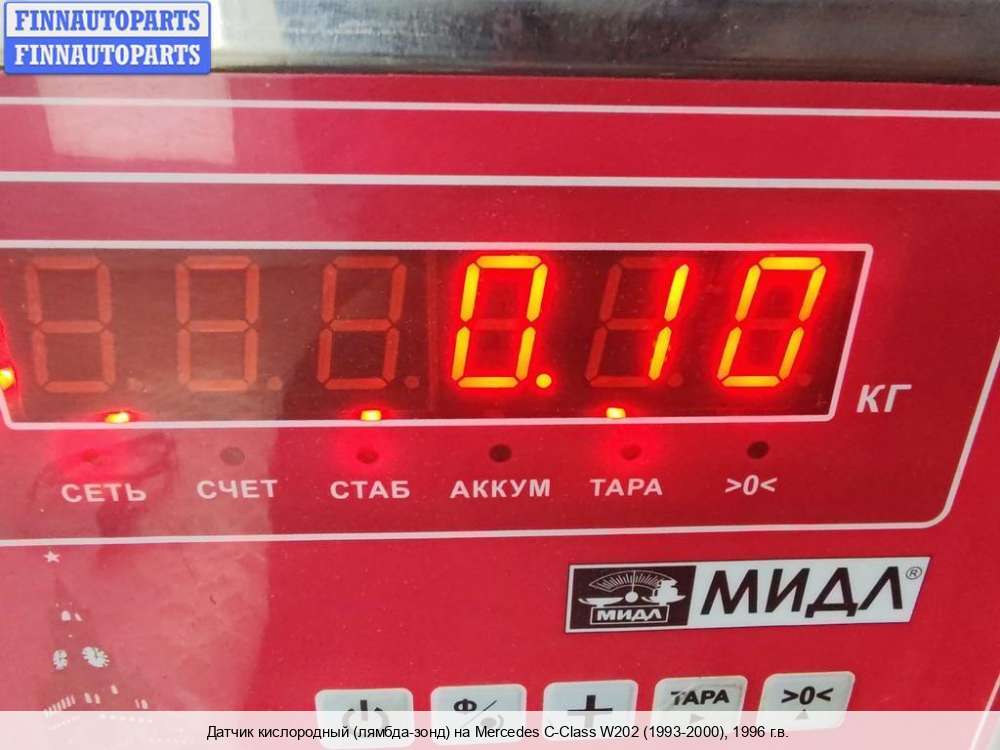 FINNAUTOPARTS
FINNAUTOPARTS
0.10
КГ
СЕТЬ СЧЕТ СТАБ АККУМ ТАРА >0<
МИДЛ МИДЛ®
Ф + ТАРА >0<
Датчик кислородный (лямбда-зонд) на Mercedes C-Class W202 (1993-2000), 1996 г.в.